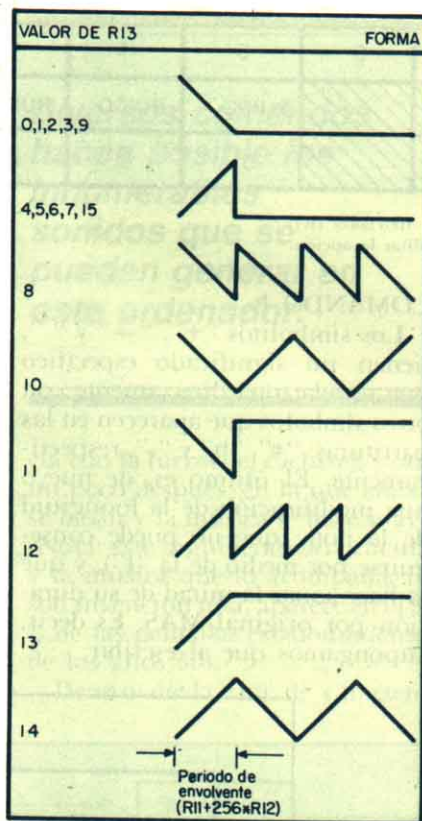 VALOR DE R13 FORMA
0,1,2,3,9
4,5,6,7,15
8
10
11
12
13
14
Periodo de
envolvente
(R11+256*R12)